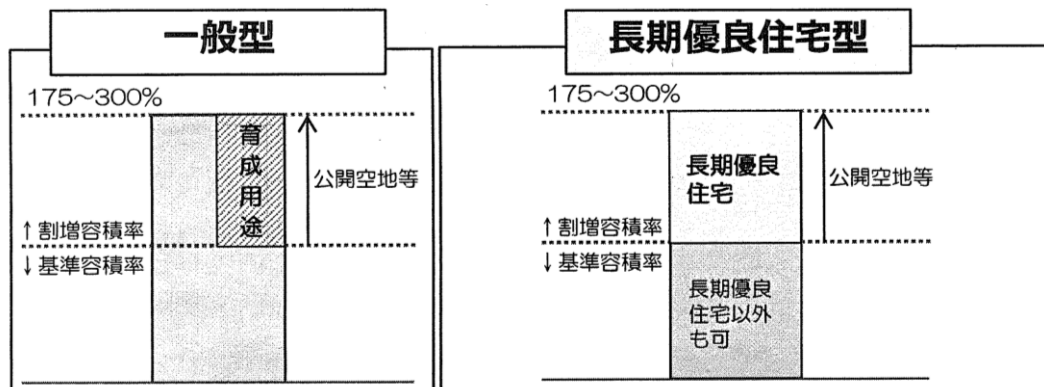 一般型
175～300%
育成用途
公開空地等
↑割増容積率
↓基準容積率
長期優良住宅型
175～300%
長期優良
住宅
公開空地等
↑割増容積率
↓基準容積率
長期優良
住宅以外
も可